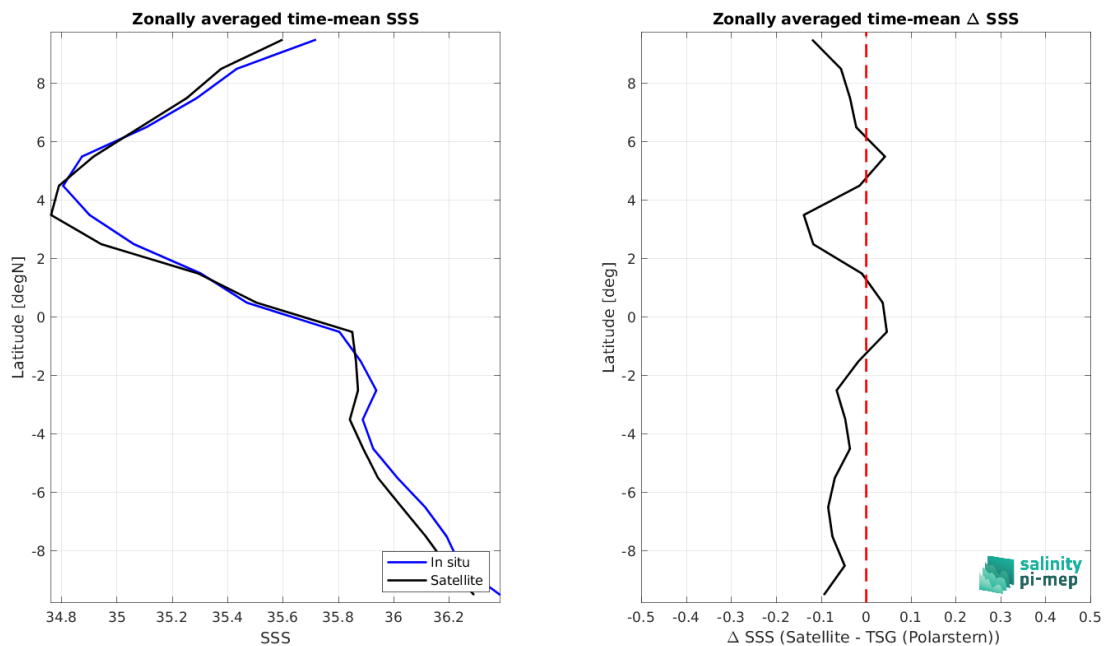 Zonally averaged time-mean SSS
8
6
4
2
0
-2
-4
-6
-8
Latitude [degN]
34.8 35 35.2 35.4 35.6 35.8 36 36.2
SSS
In situ
Satellite
Zonally averaged time-mean Δ SSS
8
6
4
2
0
-2
-4
-6
-8
Latitude [deg]
-0.5 -0.4 -0.3 -0.2 -0.1 0 0.1 0.2 0.3 0.4 0.5
Δ SSS (Satellite - TSG (Polarstern))
salinity
pi-mep